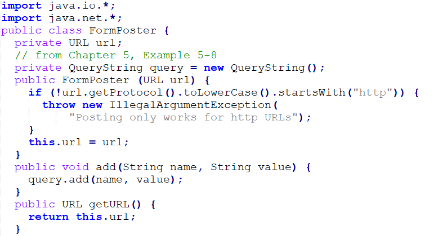 import java.io.*;
import java.net.*;
public class FormPoster {
  private URL url;
  // from Chapter 5, Example 5-8
  private QueryString query = new QueryString();
  public FormPoster (URL url) {
    if (!url.getProtocol().toLowerCase().startsWith("http")) {
      throw new IllegalArgumentException(
         "Posting only works for http URLs");
    }
    this.url = url;
  }
  public void add(String name, String value) {
    query.add(name, value);
  }
  public URL getURL() {
    return this.url;
  }